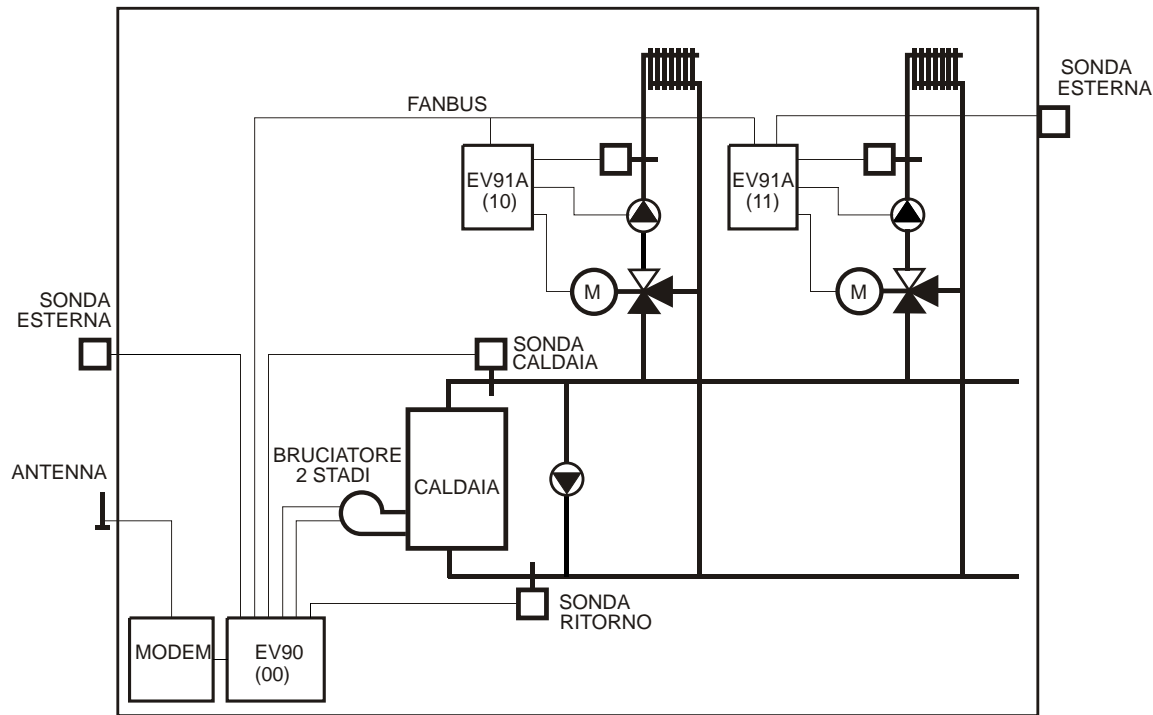 SONDA
ESTERNA
FANBUS
EV91A
(10)
EV91A
(11)
M
M
SONDA
ESTERNA
SONDA
CALDAIA
BRUCIATORE
2 STADI
CALDAIA
ANTENNA
SONDA
RITORNO
MODEM
EV90
(00)